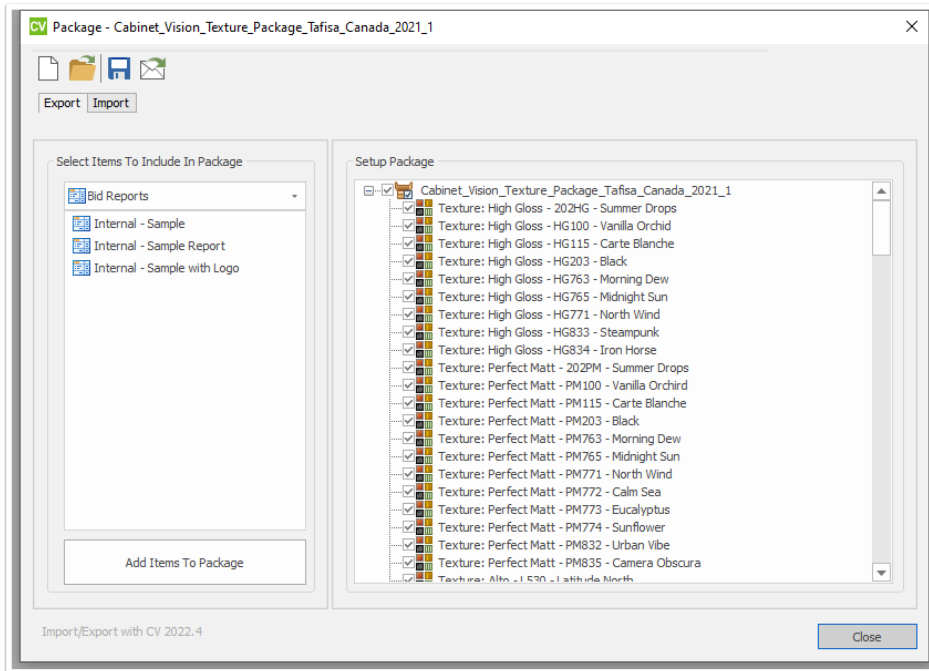 CV Package - Cabinet_Vision_Texture_Package_Tafisa_Canada_2021_1
Export Import
Select Items To Include In Package
Bid Reports
Internal - Sample
Internal - Sample Report
Internal - Sample with Logo
Add Items To Package
Setup Package
Cabinet_Vision_Texture_Package_Tafisa_Canada_2021_1
Texture: High Gloss - 202HG - Summer Drops
Texture: High Gloss - HG100 - Vanilla Orchid
Texture: High Gloss - HG115 - Carte Blanche
Texture: High Gloss - HG203 - Black
Texture: High Gloss - HG763 - Morning Dew
Texture: High Gloss - HG765 - Midnight Sun
Texture: High Gloss - HG771 - North Wind
Texture: High Gloss - HG833 - Steampunk
Texture: High Gloss - HG834 - Iron Horse
Texture: Perfect Matt - 202PM - Summer Drops
Texture: Perfect Matt - PM100 - Vanilla Orchird
Texture: Perfect Matt - PM115 - Carte Blanche
Texture: Perfect Matt - PM203 - Black
Texture: Perfect Matt - PM763 - Morning Dew
Texture: Perfect Matt - PM765 - Midnight Sun
Texture: Perfect Matt - PM771 - North Wind
Texture: Perfect Matt - PM772 - Calm Sea
Texture: Perfect Matt - PM773 - Eucalyptus
Texture: Perfect Matt - PM774 - Sunflower
Texture: Perfect Matt - PM832 - Urban Vibe
Texture: Perfect Matt - PM835 - Camera Obscura
Texture: Alto - L530 - Latitude North
Import/Export with CV 2022.4
Close